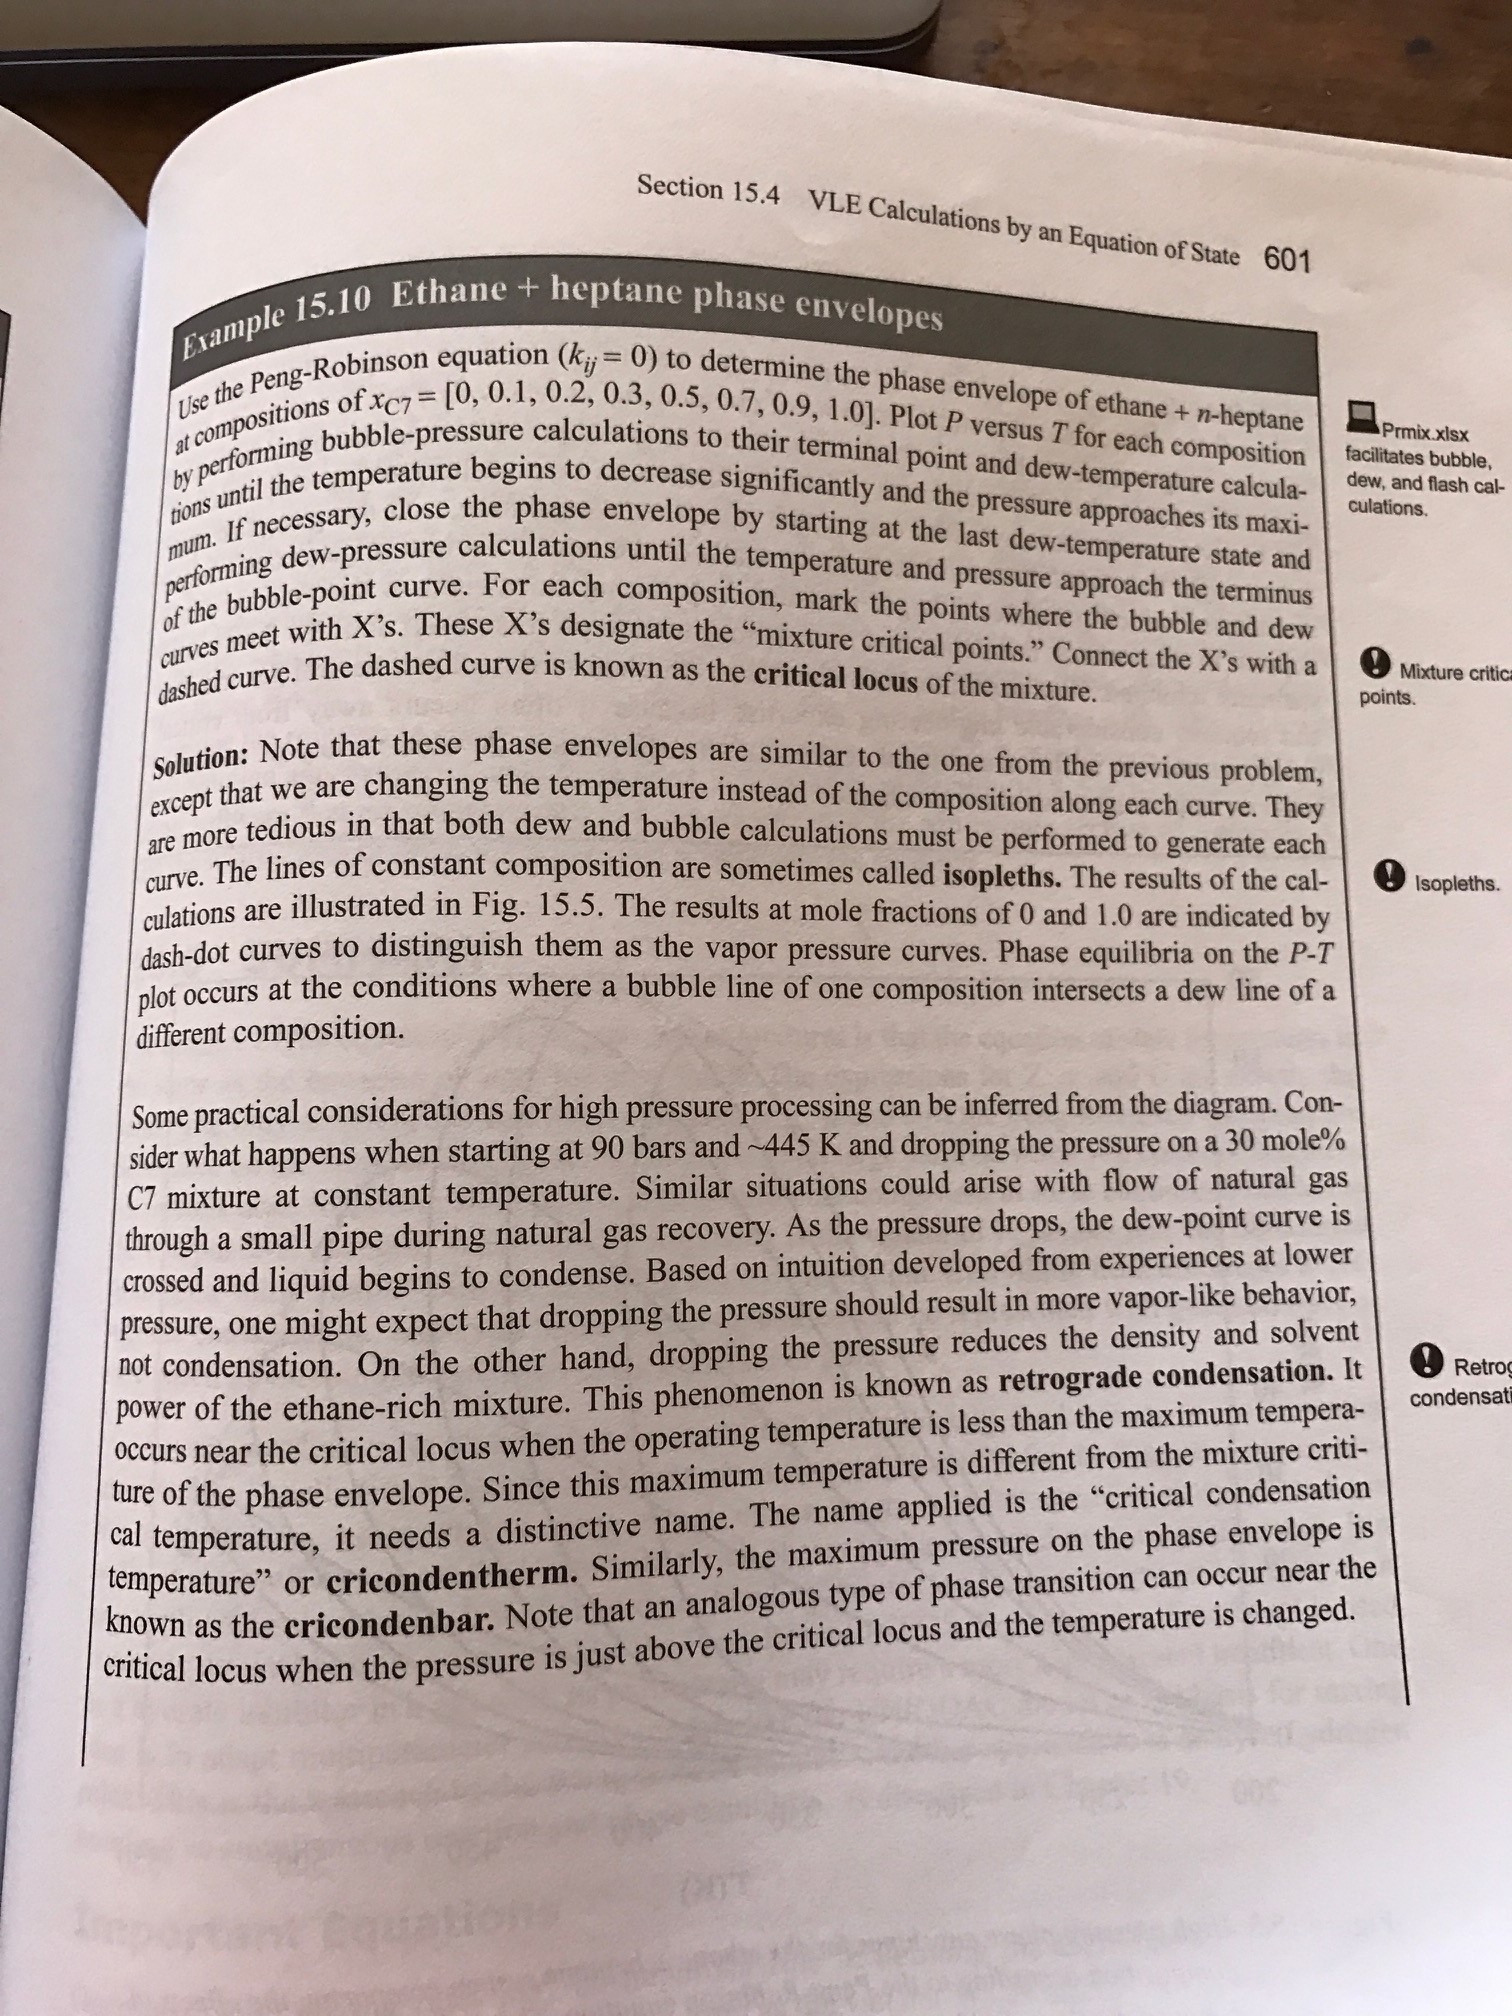 Section 15.4 VLE Calculations by an Equation of State 601
Example 15.10 Ethane + heptane phase envelopes
Use the Peng-Robinson equation (kij = 0) to determine the phase envelope of ethane + n-heptane
at compositions of xC7 = [0, 0.1, 0.2, 0.3, 0.5, 0.7, 0.9, 1.0]. Plot P versus T for each composition
by performing bubble-pressure calculations to their terminal point and dew-temperature calcula-
tions until the temperature begins to decrease significantly and the pressure approaches its maxi-
mum. If necessary, close the phase envelope by starting at the last dew-temperature state and
performing dew-pressure calculations until the temperature and pressure approach the terminus
of the bubble-point curve. For each composition, mark the points where the bubble and dew
curves meet with X's. These X's designate the “mixture critical points.” Connect the X's with a
dashed curve. The dashed curve is known as the critical locus of the mixture.
Prmix.xlsx
facilitates bubble,
dew, and flash cal-
culations.
Mixture critica
points.
Solution: Note that these phase envelopes are similar to the one from the previous problem,
except that we are changing the temperature instead of the composition along each curve. They
are more tedious in that both dew and bubble calculations must be performed to generate each
curve. The lines of constant composition are sometimes called isopleths. The results of the cal-
culations are illustrated in Fig. 15.5. The results at mole fractions of 0 and 1.0 are indicated by
dash-dot curves to distinguish them as the vapor pressure curves. Phase equilibria on the P-T
plot occurs at the conditions where a bubble line of one composition intersects a dew line of a
different composition.
Isopleths.
Some practical considerations for high pressure processing can be inferred from the diagram. Con-
sider what happens when starting at 90 bars and ~445 K and dropping the pressure on a 30 mole%
C7 mixture at constant temperature. Similar situations could arise with flow of natural gas
through a small pipe during natural gas recovery. As the pressure drops, the dew-point curve is
crossed and liquid begins to condense. Based on intuition developed from experiences at lower
pressure, one might expect that dropping the pressure should result in more vapor-like behavior,
not condensation. On the other hand, dropping the pressure reduces the density and solvent
power of the ethane-rich mixture. This phenomenon is known as retrograde condensation. It
occurs near the critical locus when the operating temperature is less than the maximum tempera-
ture of the phase envelope. Since this maximum temperature is different from the mixture criti-
cal temperature, it needs a distinctive name. The name applied is the “critical condensation
temperature” or cricondentherm. Similarly, the maximum pressure on the phase envelope is
known as the cricondenbar. Note that an analogous type of phase transition can occur near the
critical locus when the pressure is just above the critical locus and the temperature is changed.
Retrog
condensati